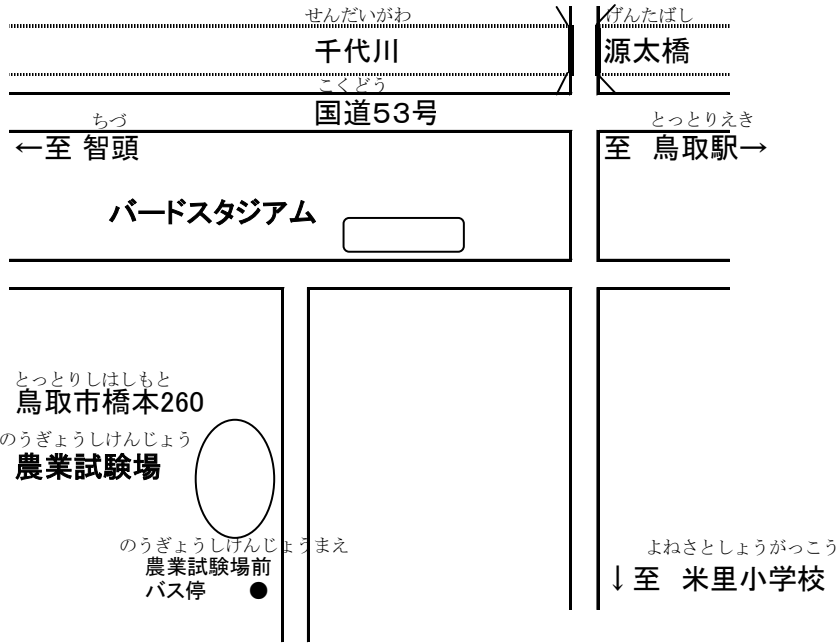 せんだいがわ
千代川
げんたばし
源太橋
こくどう
国道53号
ちづ
←至 智頭
とっとりえき
至 鳥取駅→
バードスタジアム
とっとりしはしもと
鳥取市橋本260
のうぎょうしけんじょう
農業試験場
のうぎょうしけんじょうまえ
農業試験場前
バス停 ●
よねさとしょうがっこう
↓至 米里小学校